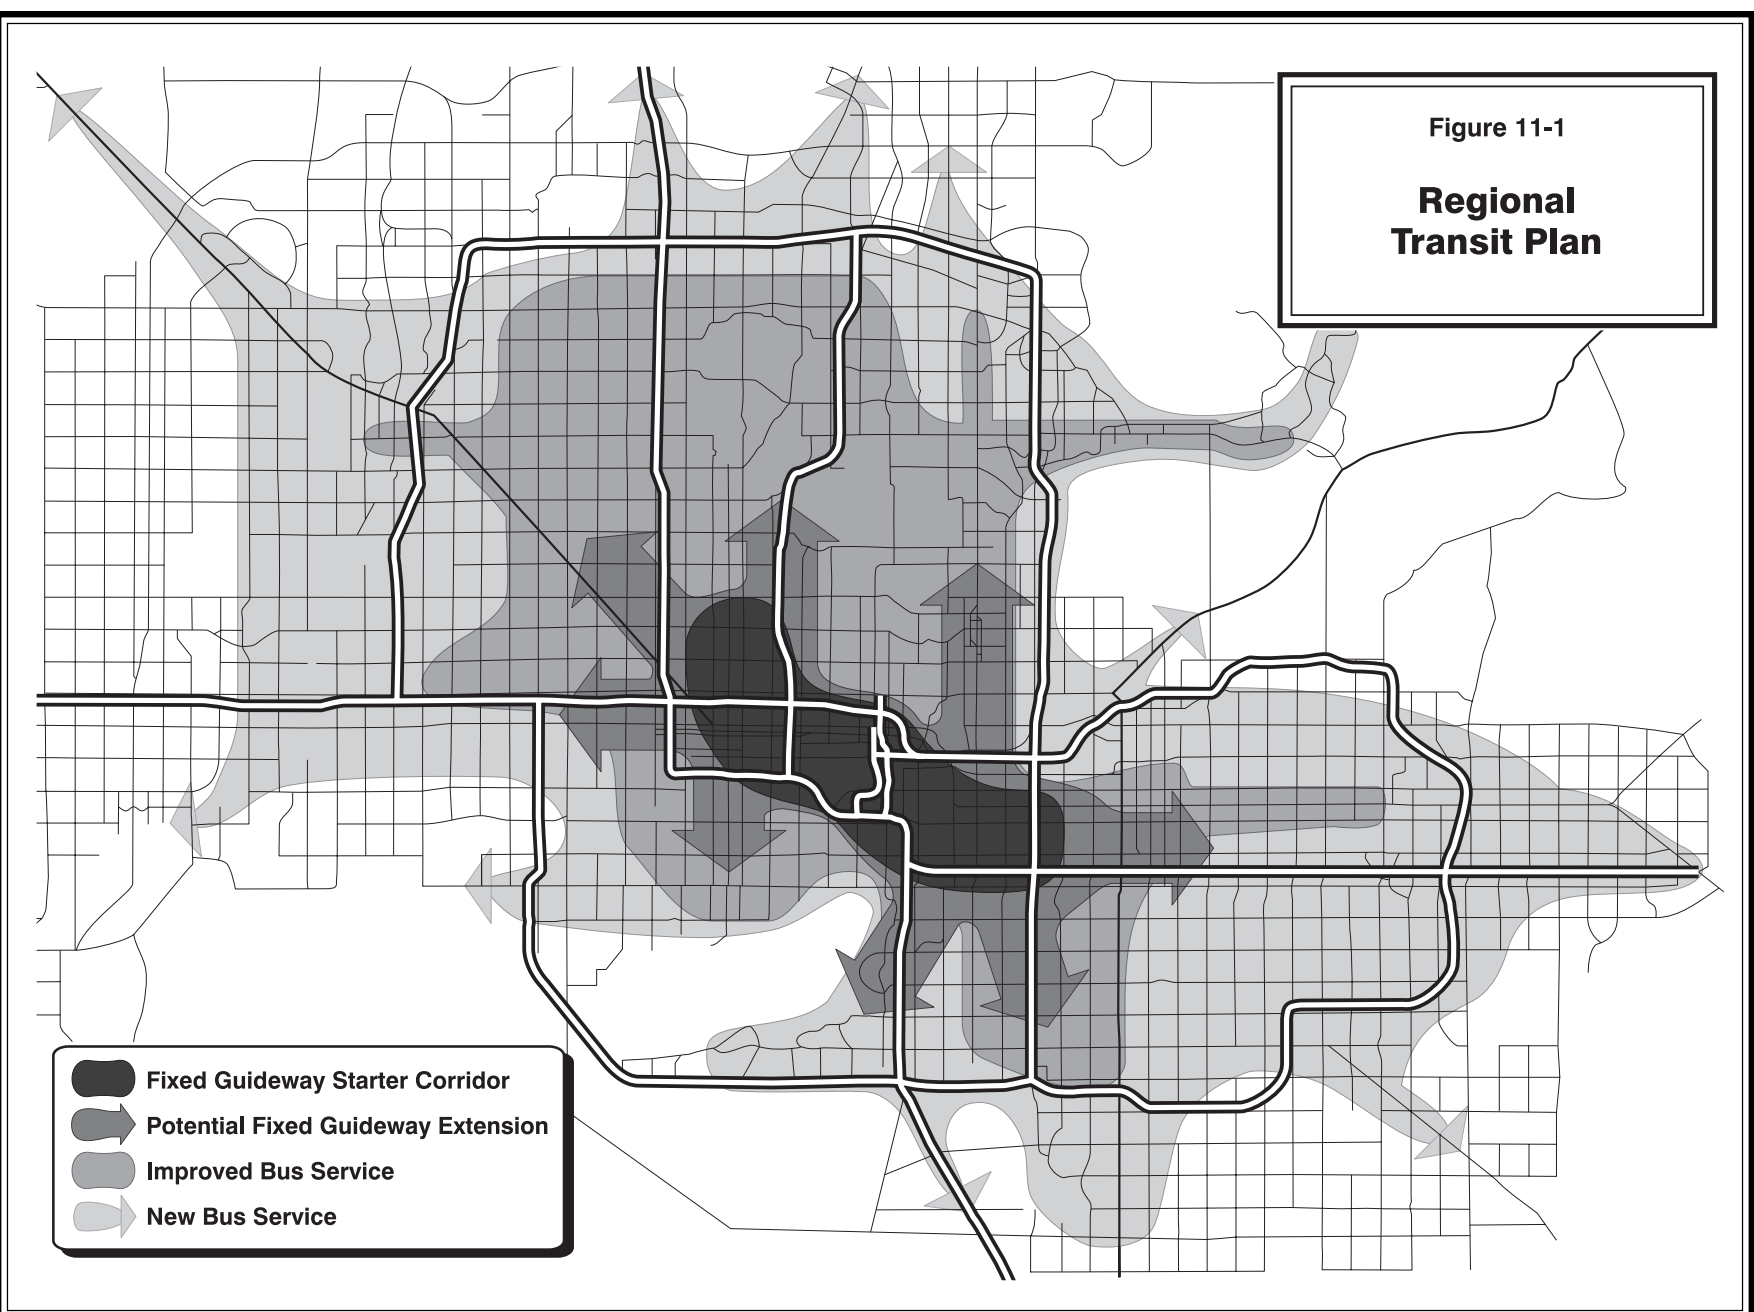 Figure 11-1
Regional
Transit Plan
Fixed Guideway Starter Corridor
Potential Fixed Guideway Extension
Improved Bus Service
New Bus Service